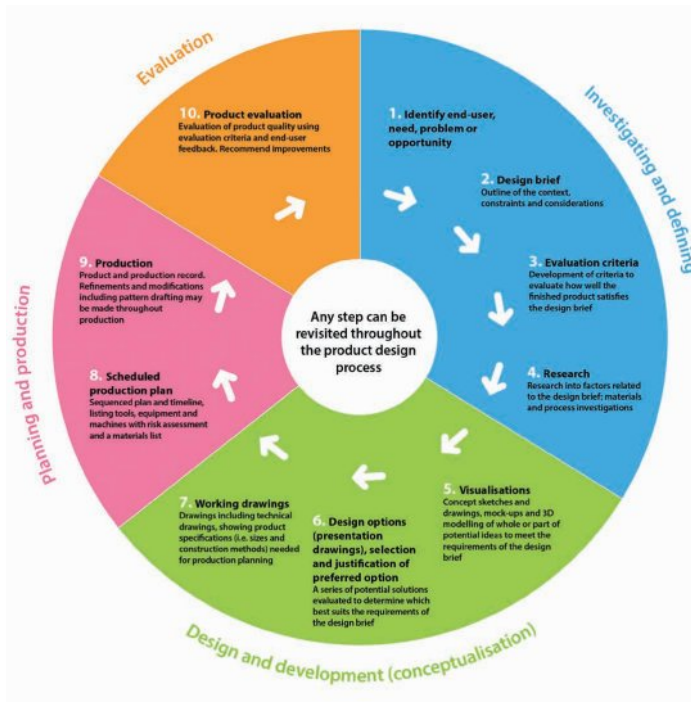 Evaluation
Investigating and defining
Planning and production
Design and development (conceptualisation)
1. Identify end-user,
need, problem or
opportunity
2. Design brief
Outline of the context,
constraints and considerations
3. Evaluation criteria
Development of criteria to
evaluate how well the
finished product satisfies
the design brief
4. Research
Research into factors related
to the design brief: materials
and process investigations
5. Visualisations
Concept sketches and
drawings, mock-ups and 3D
modelling of whole or part of
potential ideas to meet the
requirements of the design
brief
6. Design options
(presentation
drawings), selection
and justification of
preferred option
A series of potential solutions
evaluated to determine which
best suits the requirements of
the design brief
7. Working drawings
Drawings including technical
drawings, showing product
specifications (i.e. sizes and
construction methods) needed
for production planning
8. Scheduled
production plan
Sequenced plan and timeline,
listing tools, equipment and
machines with risk assessment
and a materials list
9. Production
Product and production record.
Refinements and modifications
including pattern drafting may
be made throughout
production
10. Product evaluation
Evaluation of product quality using
evaluation criteria and end-user
feedback. Recommend improvements
Any step can be
revisited throughout
the product design
process